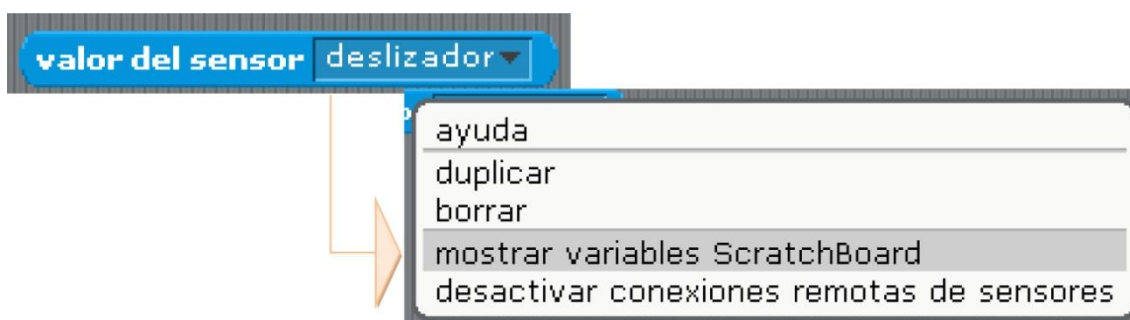 valor del sensor deslizador
ayuda
duplicar
borrar
mostrar variables ScratchBoard
desactivar conexiones remotas de sensores